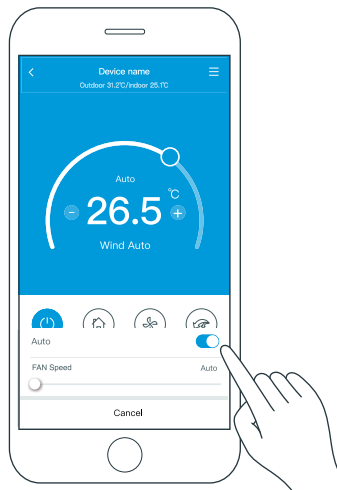 Device name
Outdoor 31.2℃/Indoor 25.1℃
Auto
℃
- 26.5 +
Wind Auto
Auto
FAN Speed Auto
Cancel